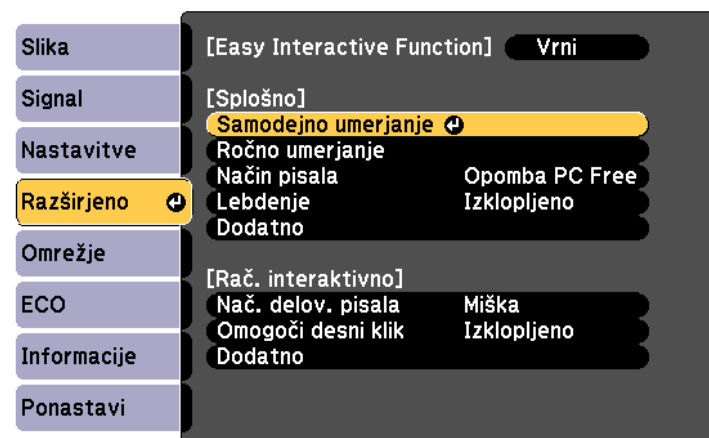 Slika
Signal
Nastavitve
Razširjeno
Omrežje
ECO
Informacije
Ponastavi
[Easy Interactive Function] Vrni
[Splošno]
Samodejno umerjanje
Ročno umerjanje
Način pisala Opomba PC Free
Lebdenje Izklopljeno
Dodatno
[Rač. interaktivno]
Nač. delov. pisala Miška
Omogoči desni klik Izklopljeno
Dodatno